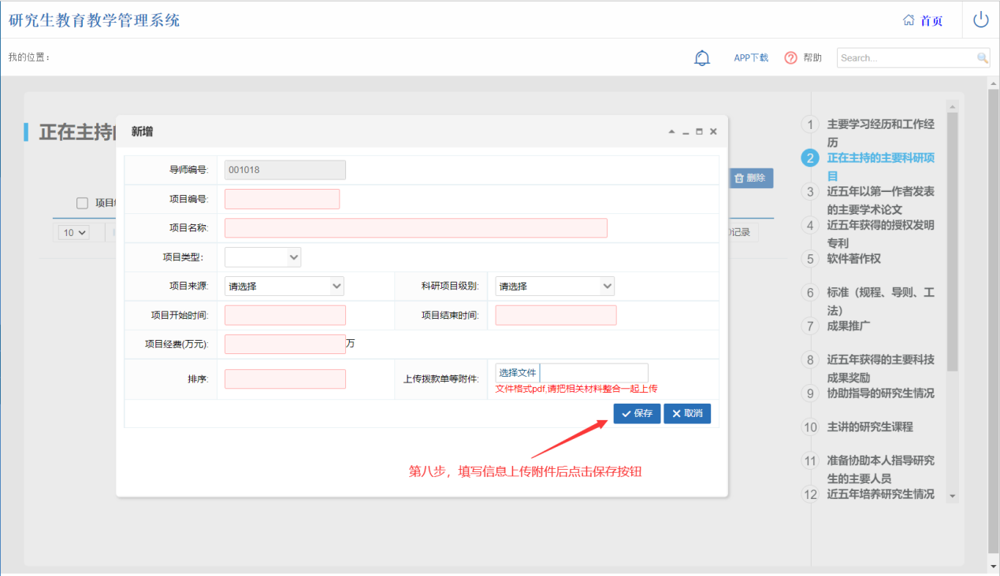 研究生教育教学管理系统
首页
我的位置：
APP下载
帮助
Search...
正在主持
新增
导师编号:
001018
项目编号:
项目名称:
项目类型:
项目来源:
请选择
科研项目级别:
请选择
项目开始时间:
项目结束时间:
项目经费(万元):
万
排序:
上传拨款单等附件:
选择文件
文件格式pdf,请把相关材料整合一起上传
保存
取消
第八步，填写信息上传附件后点击保存按钮
删除
项目
10
记录
1
主要学习经历和工作经
历
2
正在主持的主要科研项
目
3
近五年以第一作者发表
的主要学术论文
4
近五年获得的授权发明
专利
5
软件著作权
6
标准（规程、导则、工
法）
7
成果推广
8
近五年获得的主要科技
成果奖励
9
协助指导的研究生情况
10
主讲的研究生课程
11
准备协助本人指导研究
生的主要人员
12
近五年培养研究生情况